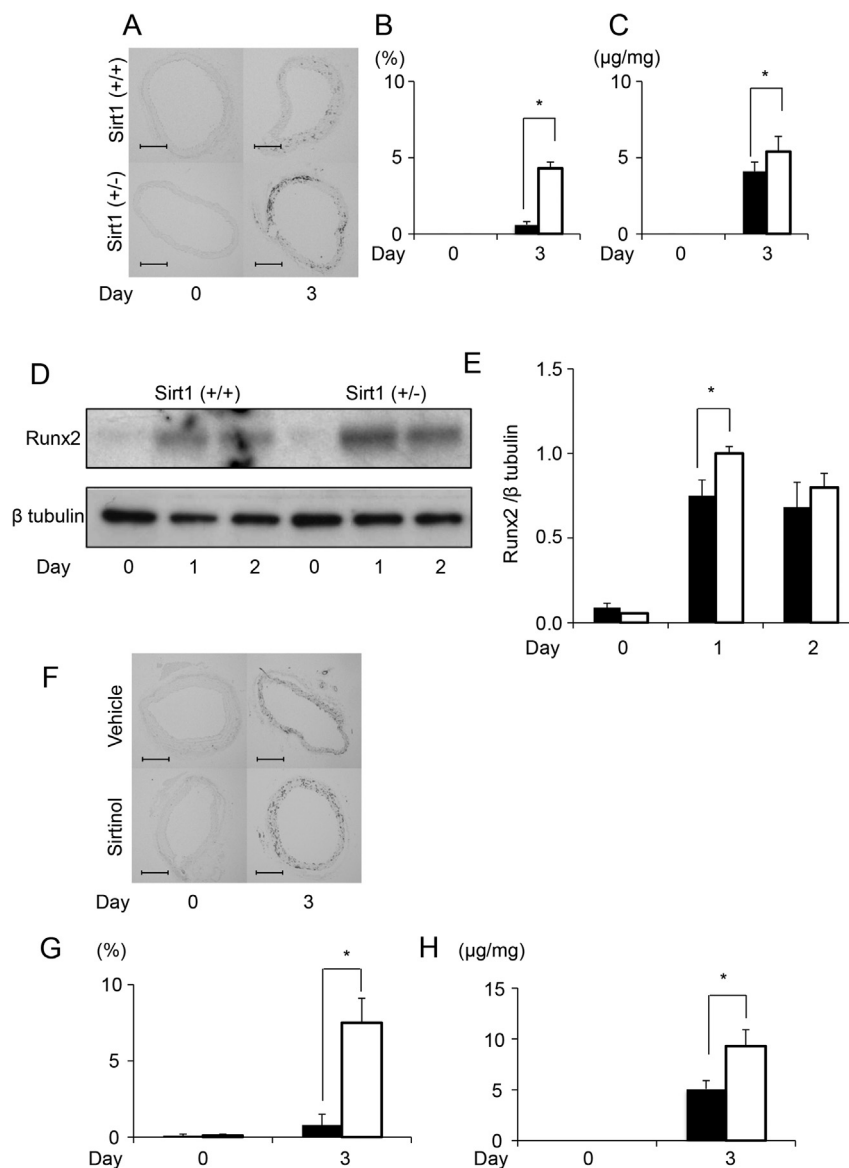 A
B
C
(%)
(µg/mg)
Sirt1 (+/+)
Sirt1 (+/-)
10
5
0
10
5
0
*
*
Day 0 3
Day 0 3
Day 0 3
D
Sirt1 (+/+) Sirt1 (+/-)
Runx2
β tubulin
Day 0 1 2 0 1 2
E
Runx2 /β tubulin
1.5
1.0
0.5
0.0
*
Day 0 1 2
F
Vehicle
Sirtinol
Day 0 3
G
(%)
10
5
0
*
Day 0 3
H
(µg/mg)
15
10
5
0
*
Day 0 3